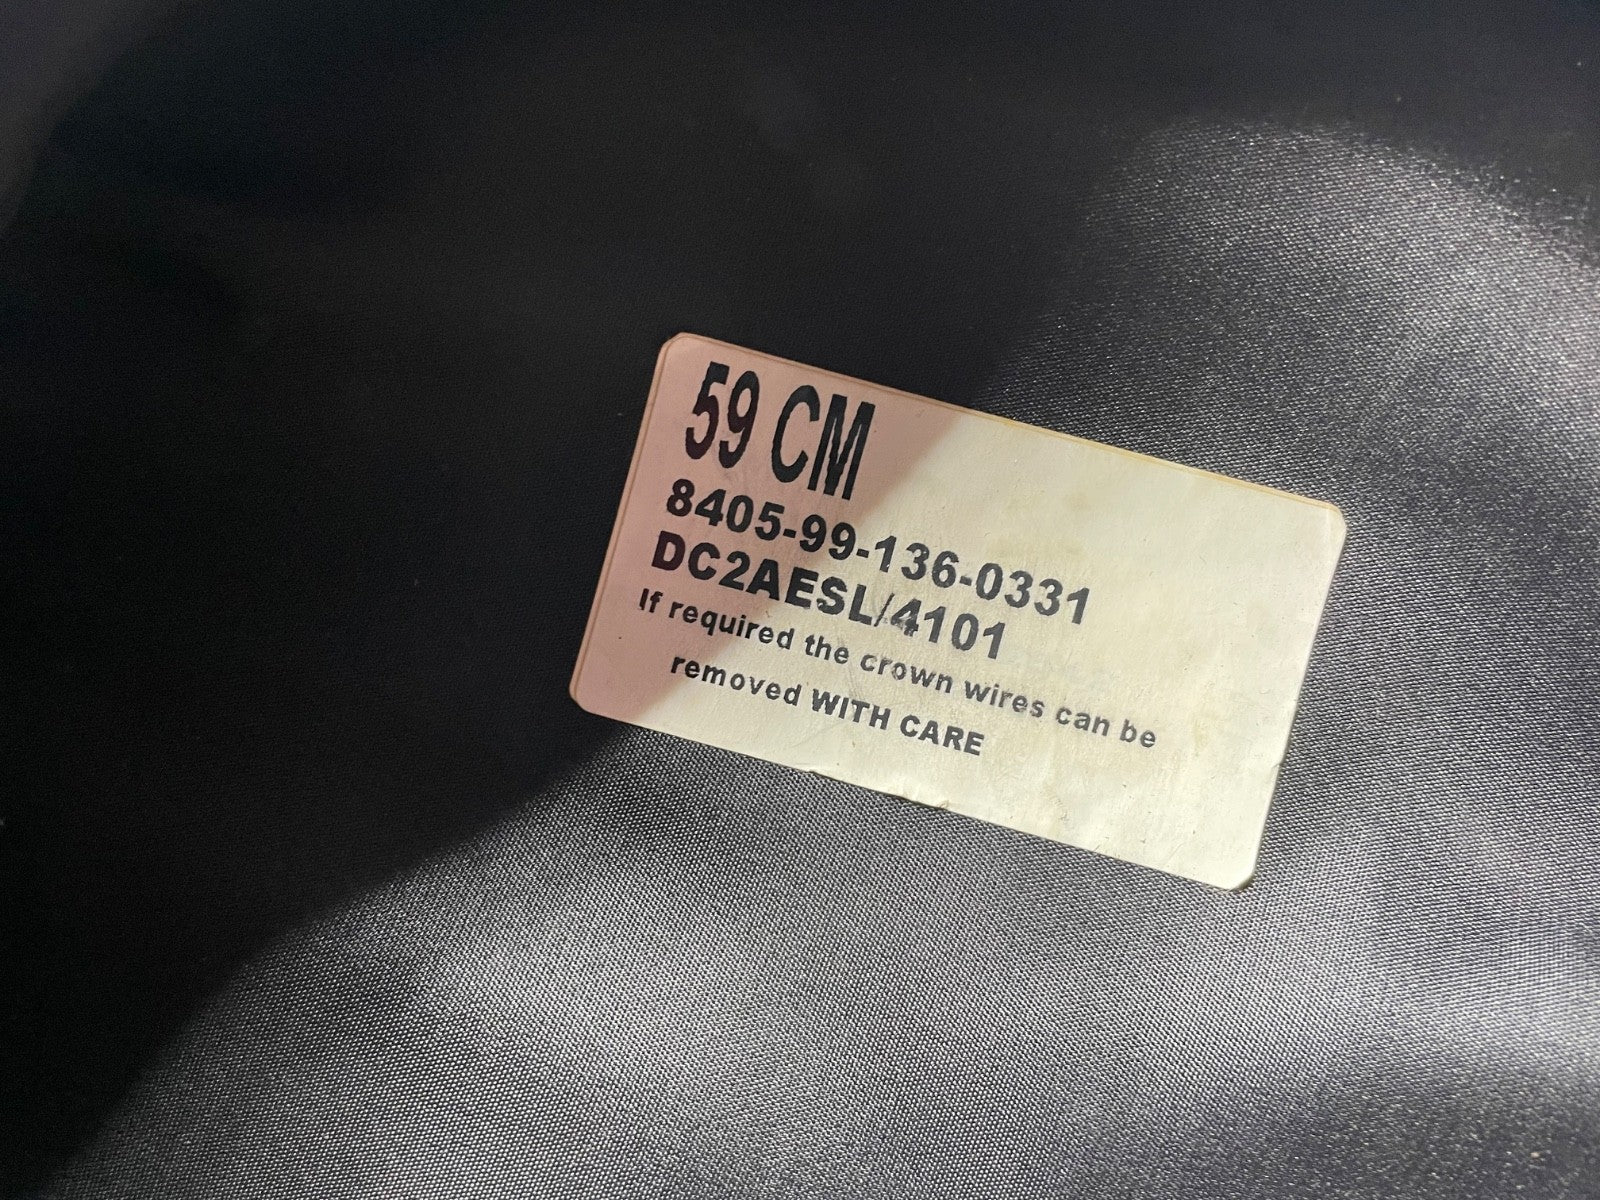 59 CM
8405-99-136-0331
DC2AESL/4101
If required the crown wires can be
removed WITH CARE